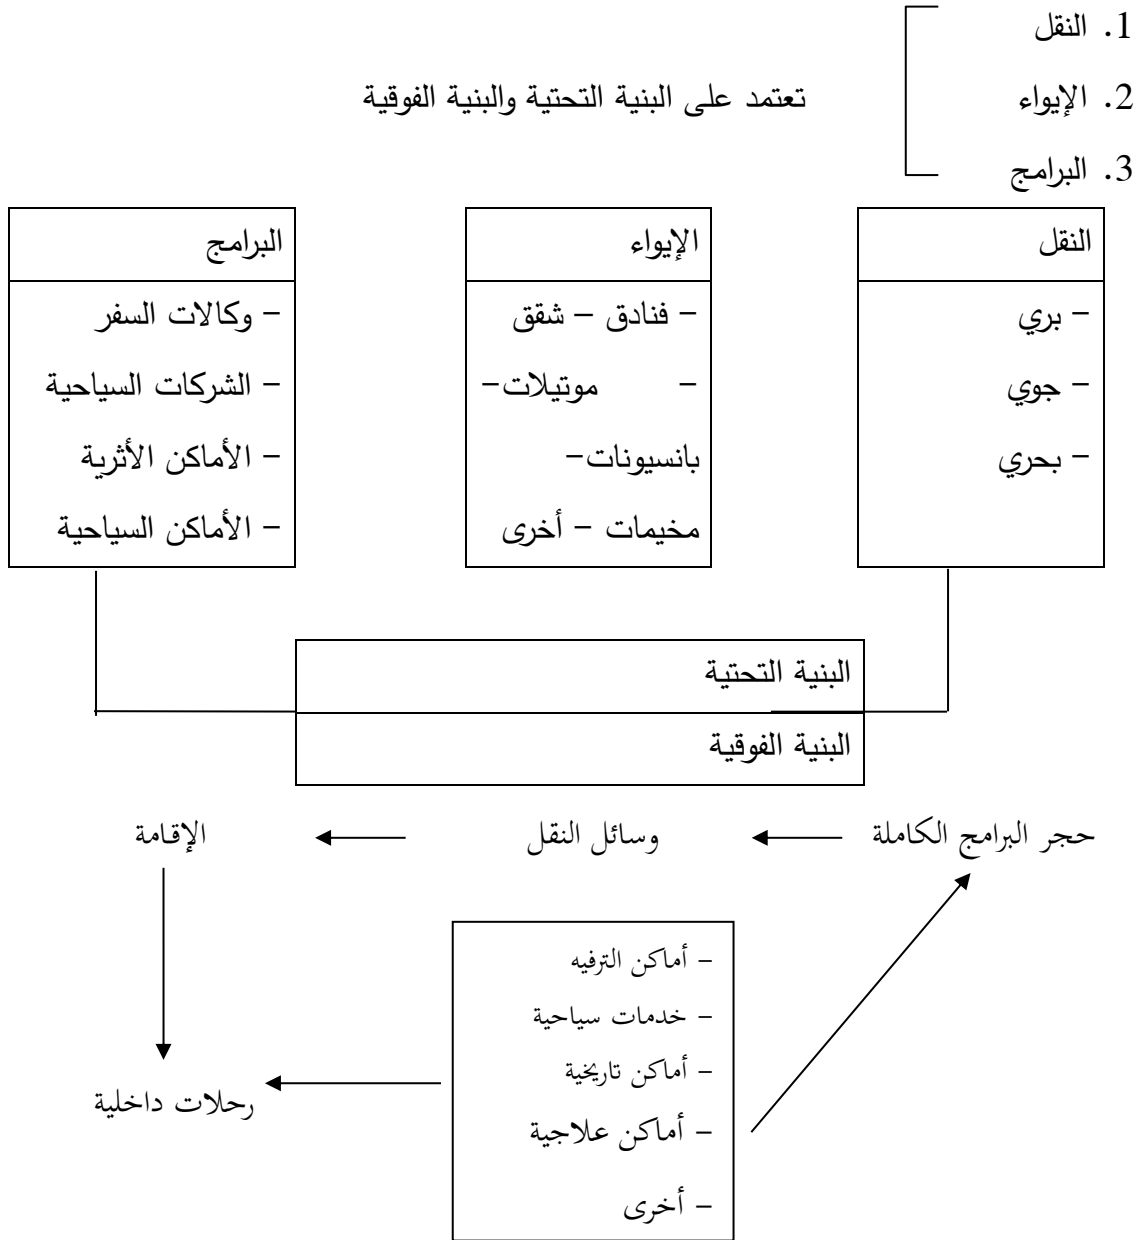 1. النقل
2. الإيواء
تعتمد على البنية التحتية والبنية الفوقية
3. البرامج
النقل
- بري
- جوي
- بحري
الإيواء
- فنادق – شقق
- موتيلات-
بانسيونات-
مخيمات – أخرى
البرامج
- وكالات السفر
- الشركات السياحية
- الأماكن الأثرية
- الأماكن السياحية
البنية التحتية
البنية الفوقية
حجر البرامج الكاملة
وسائل النقل
الإقامة
- أماكن الترفيه
- خدمات سياحية
- أماكن تاريخية
- أماكن علاجية
- أخرى
رحلات داخلية